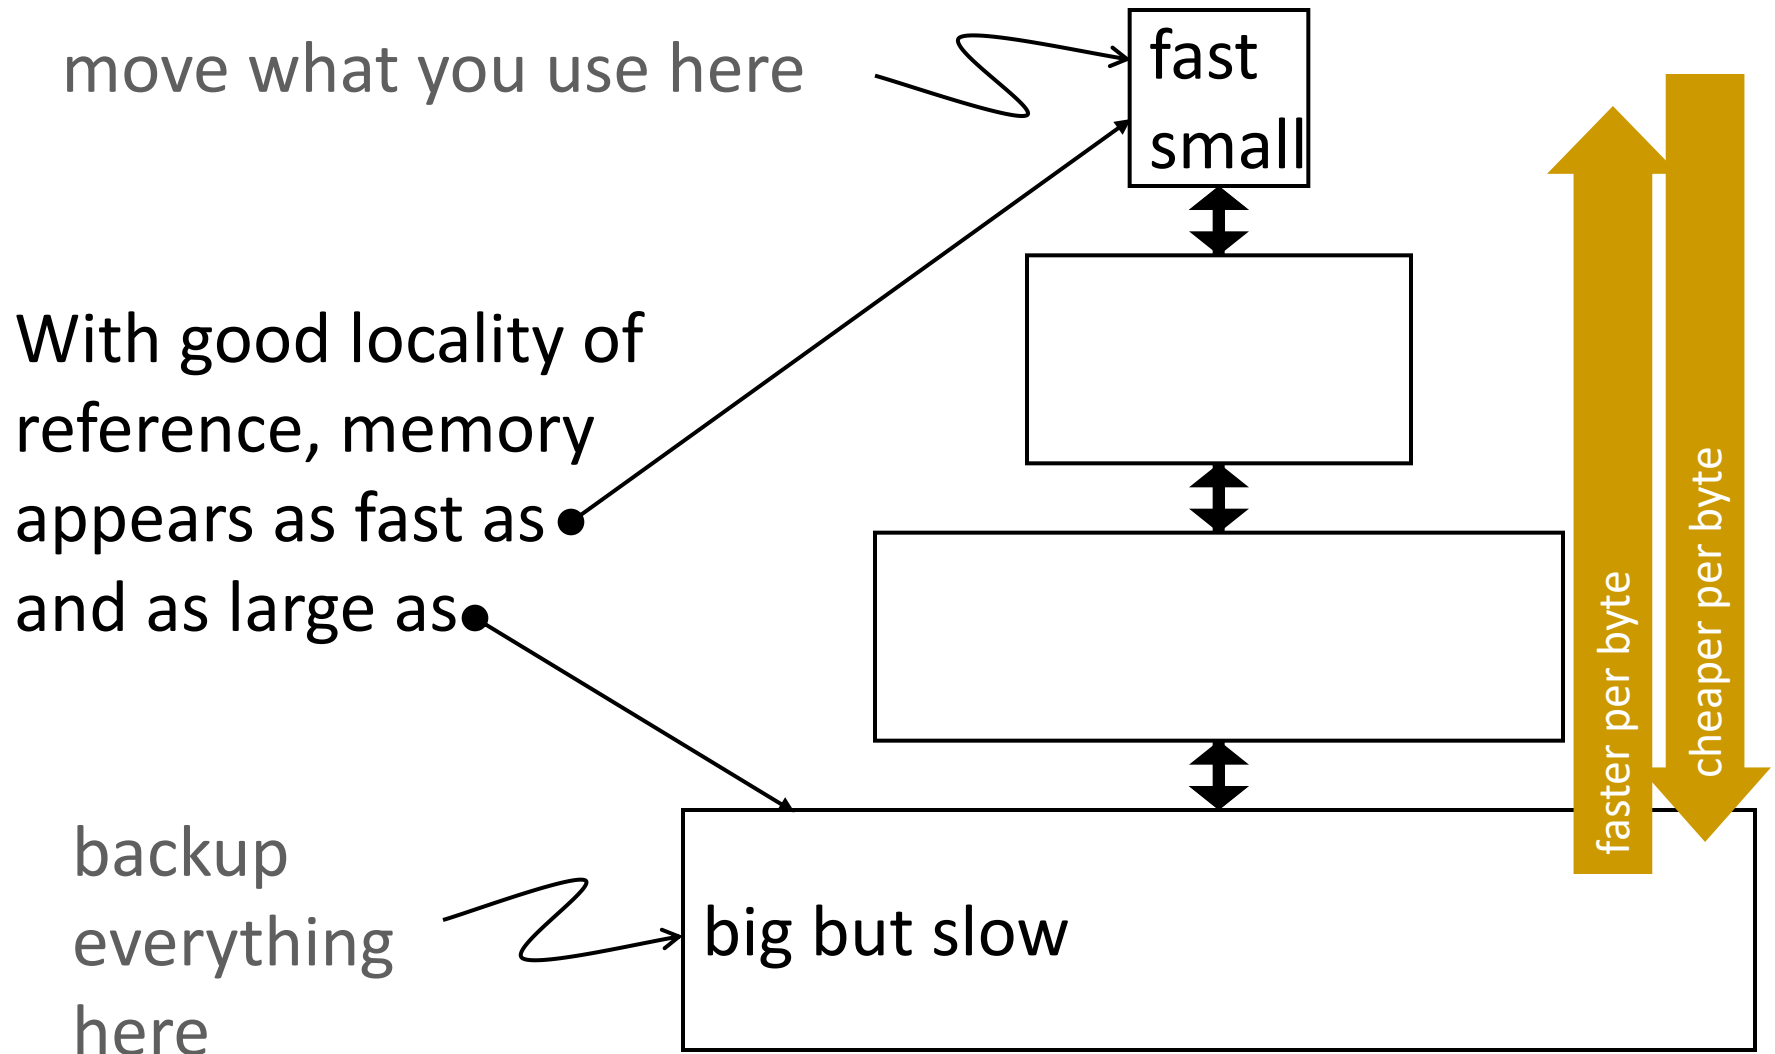 move what you use here
fast
small
With good locality of
reference, memory
appears as fast as
and as large as
faster per byte
cheaper per byte
backup
everything
here
big but slow